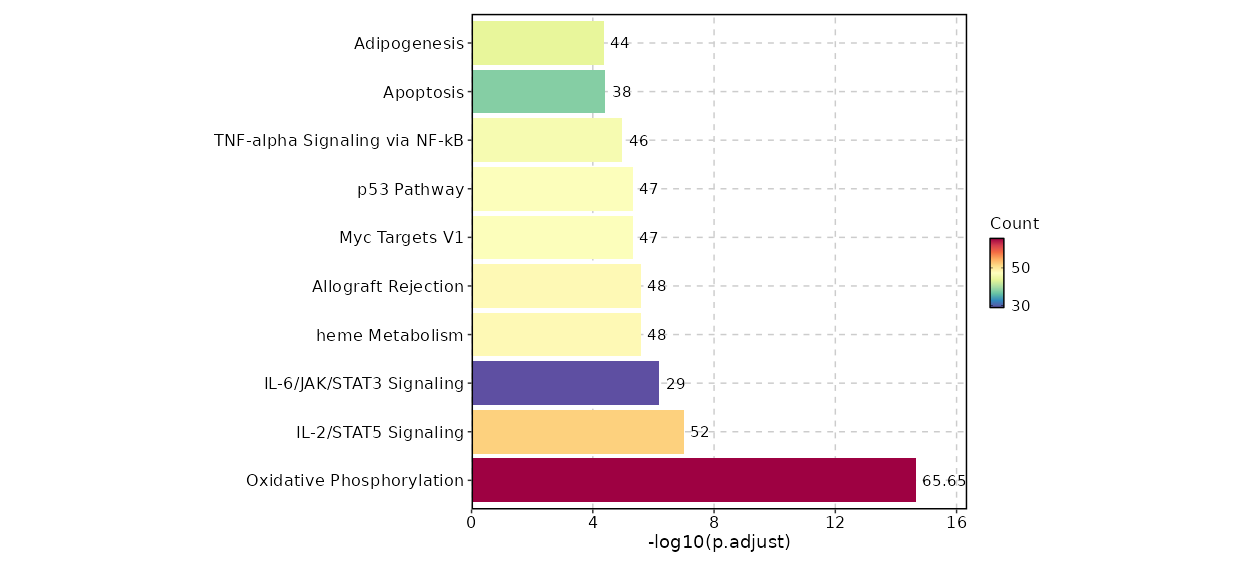 Adipogenesis 44
Apoptosis 38
TNF-alpha Signaling via NF-kB 46
p53 Pathway 47
Myc Targets V1 47
Allograft Rejection 48
heme Metabolism 48
IL-6/JAK/STAT3 Signaling 29
IL-2/STAT5 Signaling 52
Oxidative Phosphorylation 65.65
0 4 8 12 16
-log10(p.adjust)
Count
50
30